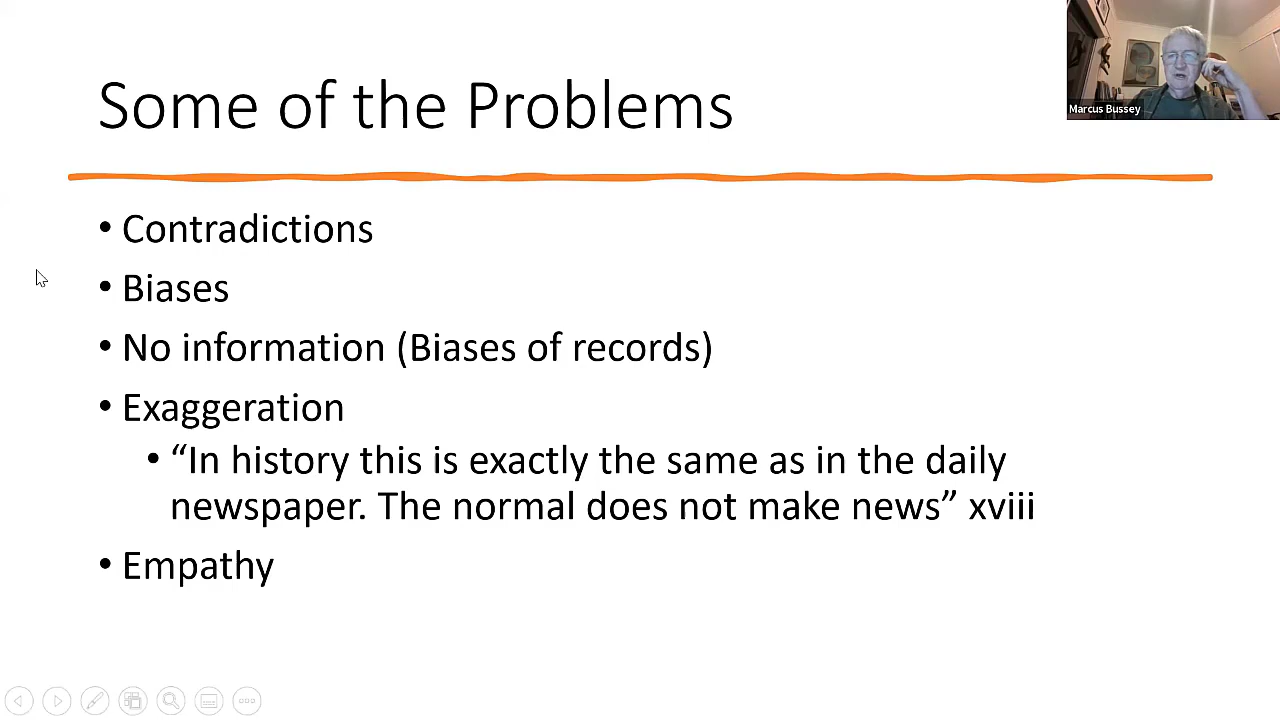 Some of the Problems
Marcus Bussey
• Contradictions
• Biases
• No information (Biases of records)
• Exaggeration
• “In history this is exactly the same as in the daily
newspaper. The normal does not make news” xviii
• Empathy